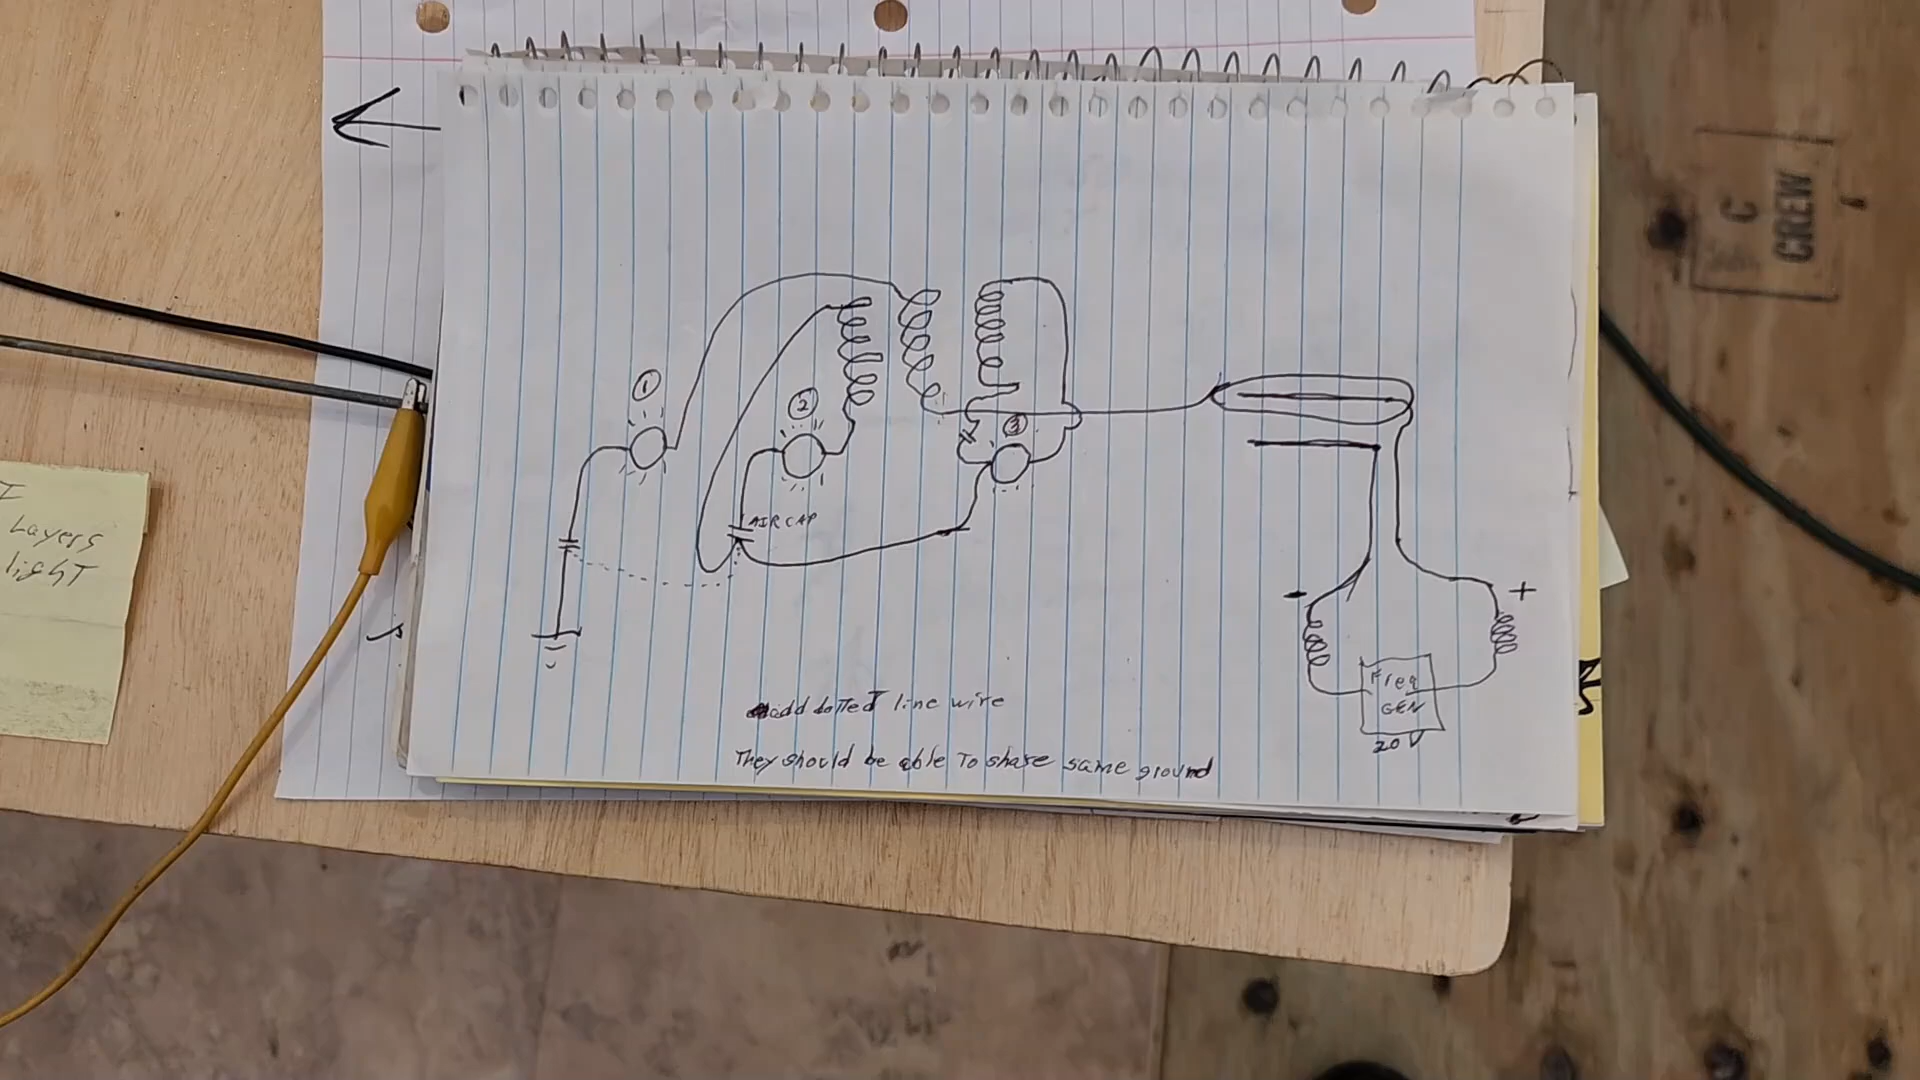 C
CREW
①
②
③
AIR CAP
I
Layers
light
-
+
Freq
GEN
20 V
add dotted line wire
They should be able to share same ground